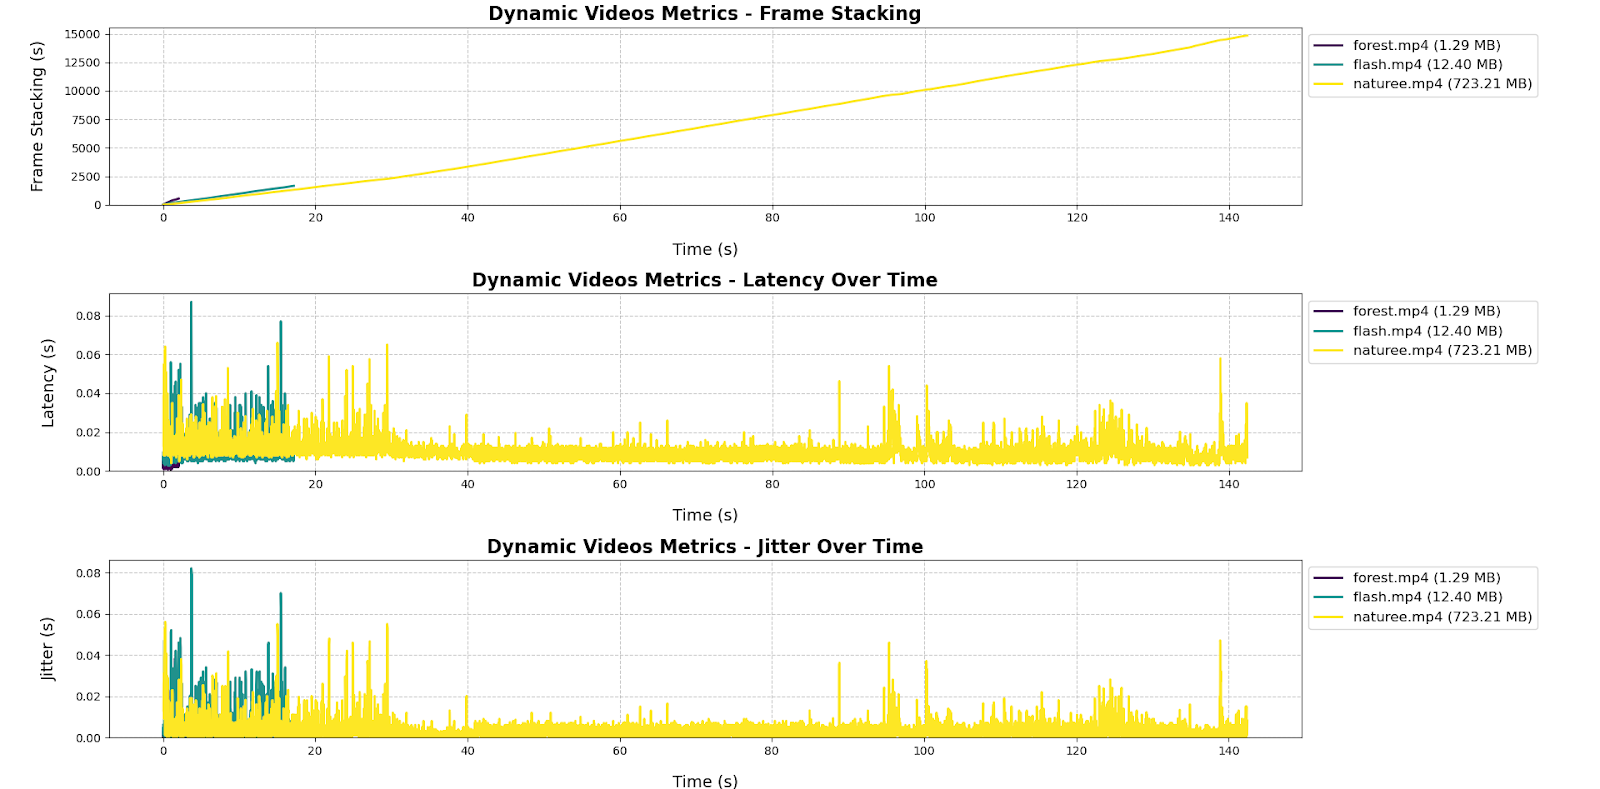 Dynamic Videos Metrics - Frame Stacking
Frame Stacking (s)
15000
12500
10000
7500
5000
2500
0
0 20 40 60 80 100 120 140
Time (s)
forest.mp4 (1.29 MB)
flash.mp4 (12.40 MB)
naturee.mp4 (723.21 MB)
Dynamic Videos Metrics - Latency Over Time
Latency (s)
0.08
0.06
0.04
0.02
0.00
0 20 40 60 80 100 120 140
Time (s)
forest.mp4 (1.29 MB)
flash.mp4 (12.40 MB)
naturee.mp4 (723.21 MB)
Dynamic Videos Metrics - Jitter Over Time
Jitter (s)
0.08
0.06
0.04
0.02
0.00
0 20 40 60 80 100 120 140
Time (s)
forest.mp4 (1.29 MB)
flash.mp4 (12.40 MB)
naturee.mp4 (723.21 MB)